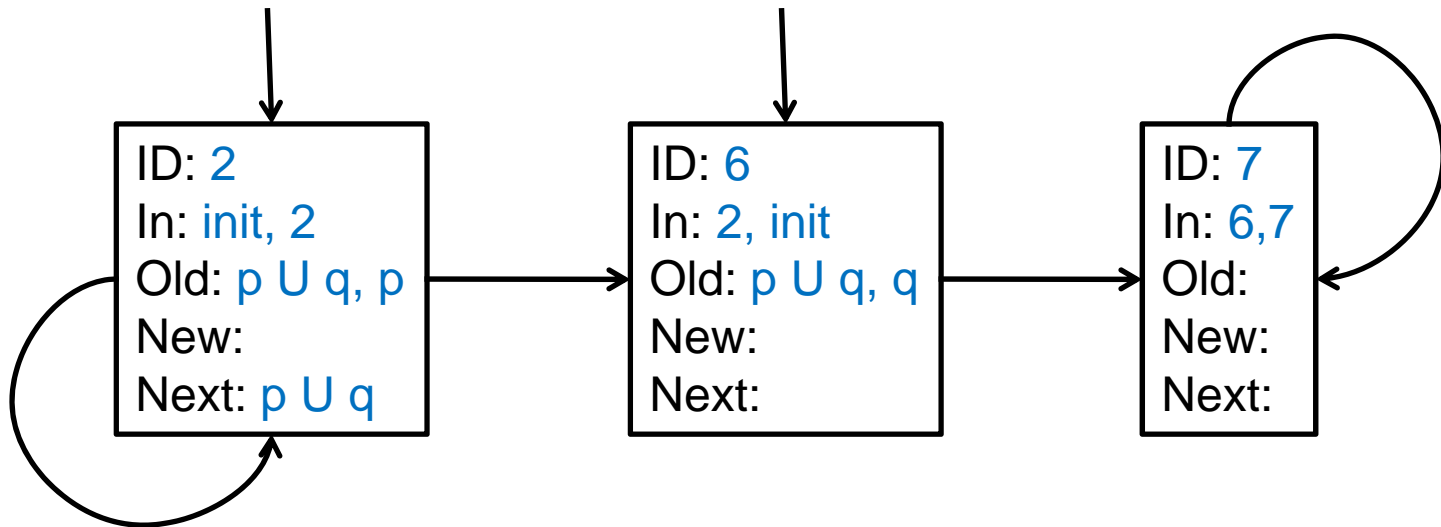 ID: 2
In: init, 2
Old: p U q, p
New:
Next: p U q
ID: 6
In: 2, init
Old: p U q, q
New:
Next:
ID: 7
In: 6,7
Old:
New:
Next: